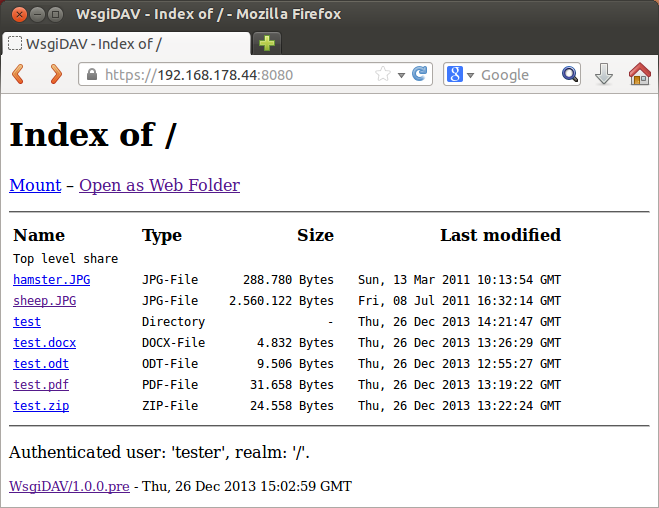 WsgiDAV - Index of / - Mozilla Firefox
WsgiDAV - Index of /
https://192.168.178.44:8080
Google
Index of /
Mount – Open as Web Folder
Name Type Size Last modified
Top level share
hamster.JPG JPG-File 288.780 Bytes Sun, 13 Mar 2011 10:13:54 GMT
sheep.JPG JPG-File 2.560.122 Bytes Fri, 08 Jul 2011 16:32:14 GMT
test Directory - Thu, 26 Dec 2013 14:21:47 GMT
test.docx DOCX-File 4.832 Bytes Thu, 26 Dec 2013 13:26:29 GMT
test.odt ODT-File 9.506 Bytes Thu, 26 Dec 2013 12:55:27 GMT
test.pdf PDF-File 31.658 Bytes Thu, 26 Dec 2013 13:19:22 GMT
test.zip ZIP-File 24.558 Bytes Thu, 26 Dec 2013 13:22:24 GMT
Authenticated user: 'tester', realm: '/'.
WsgiDAV/1.0.0.pre - Thu, 26 Dec 2013 15:02:59 GMT